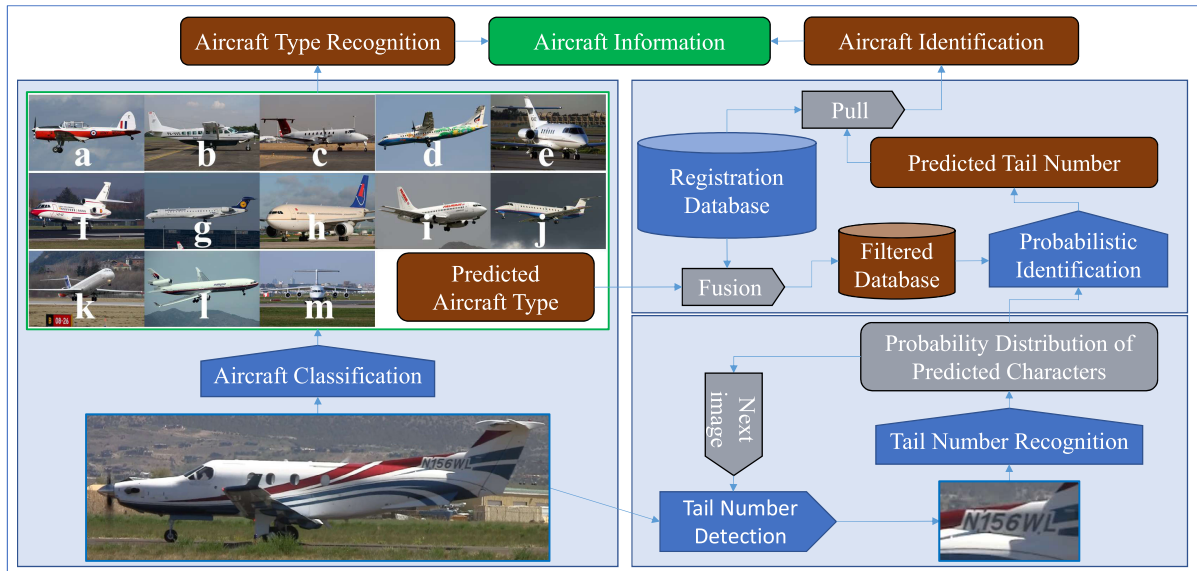 Aircraft Type Recognition
Aircraft Information
Aircraft Identification
a
b
c
d
e
f
g
h
i
j
k
l
m
08-26
Predicted
Aircraft Type
Aircraft Classification
N156WL
Pull
Registration
Database
Predicted Tail Number
Fusion
Filtered
Database
Probabilistic
Identification
Probability Distribution of
Predicted Characters
Next
image
Tail Number Recognition
Tail Number
Detection
N156WL